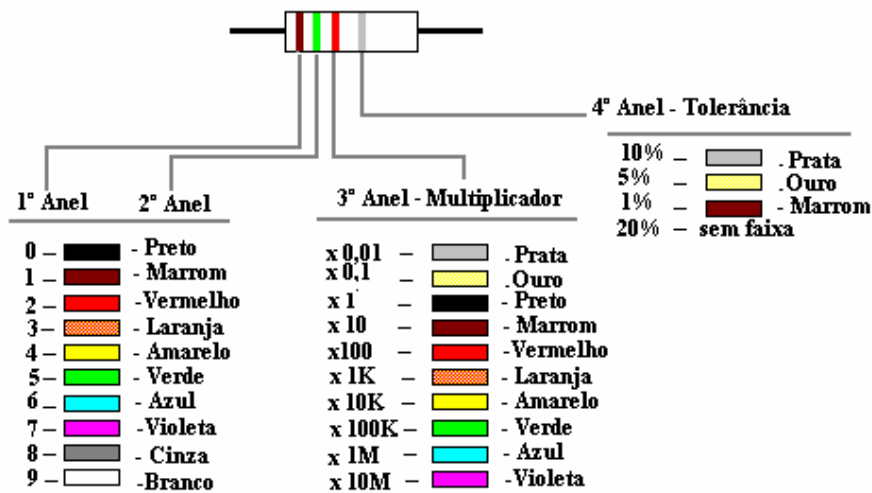 4º Anel - Tolerância
10% – - Prata
5% – - Ouro
1% – - Marrom
20% – sem faixa
1º Anel 2º Anel
0 – - Preto
1 – - Marrom
2 – -Vermelho
3 – - Laranja
4 – - Amarelo
5 – - Verde
6 – - Azul
7 – -Violeta
8 – - Cinza
9 – -Branco
3º Anel - Multiplicador
x 0,01 – - Prata
x 0,1 – - Ouro
x 1 – - Preto
x 10 – - Marrom
x100 – -Vermelho
x 1K – - Laranja
x 10K – - Amarelo
x 100K – - Verde
x 1M – - Azul
x 10M – -Violeta